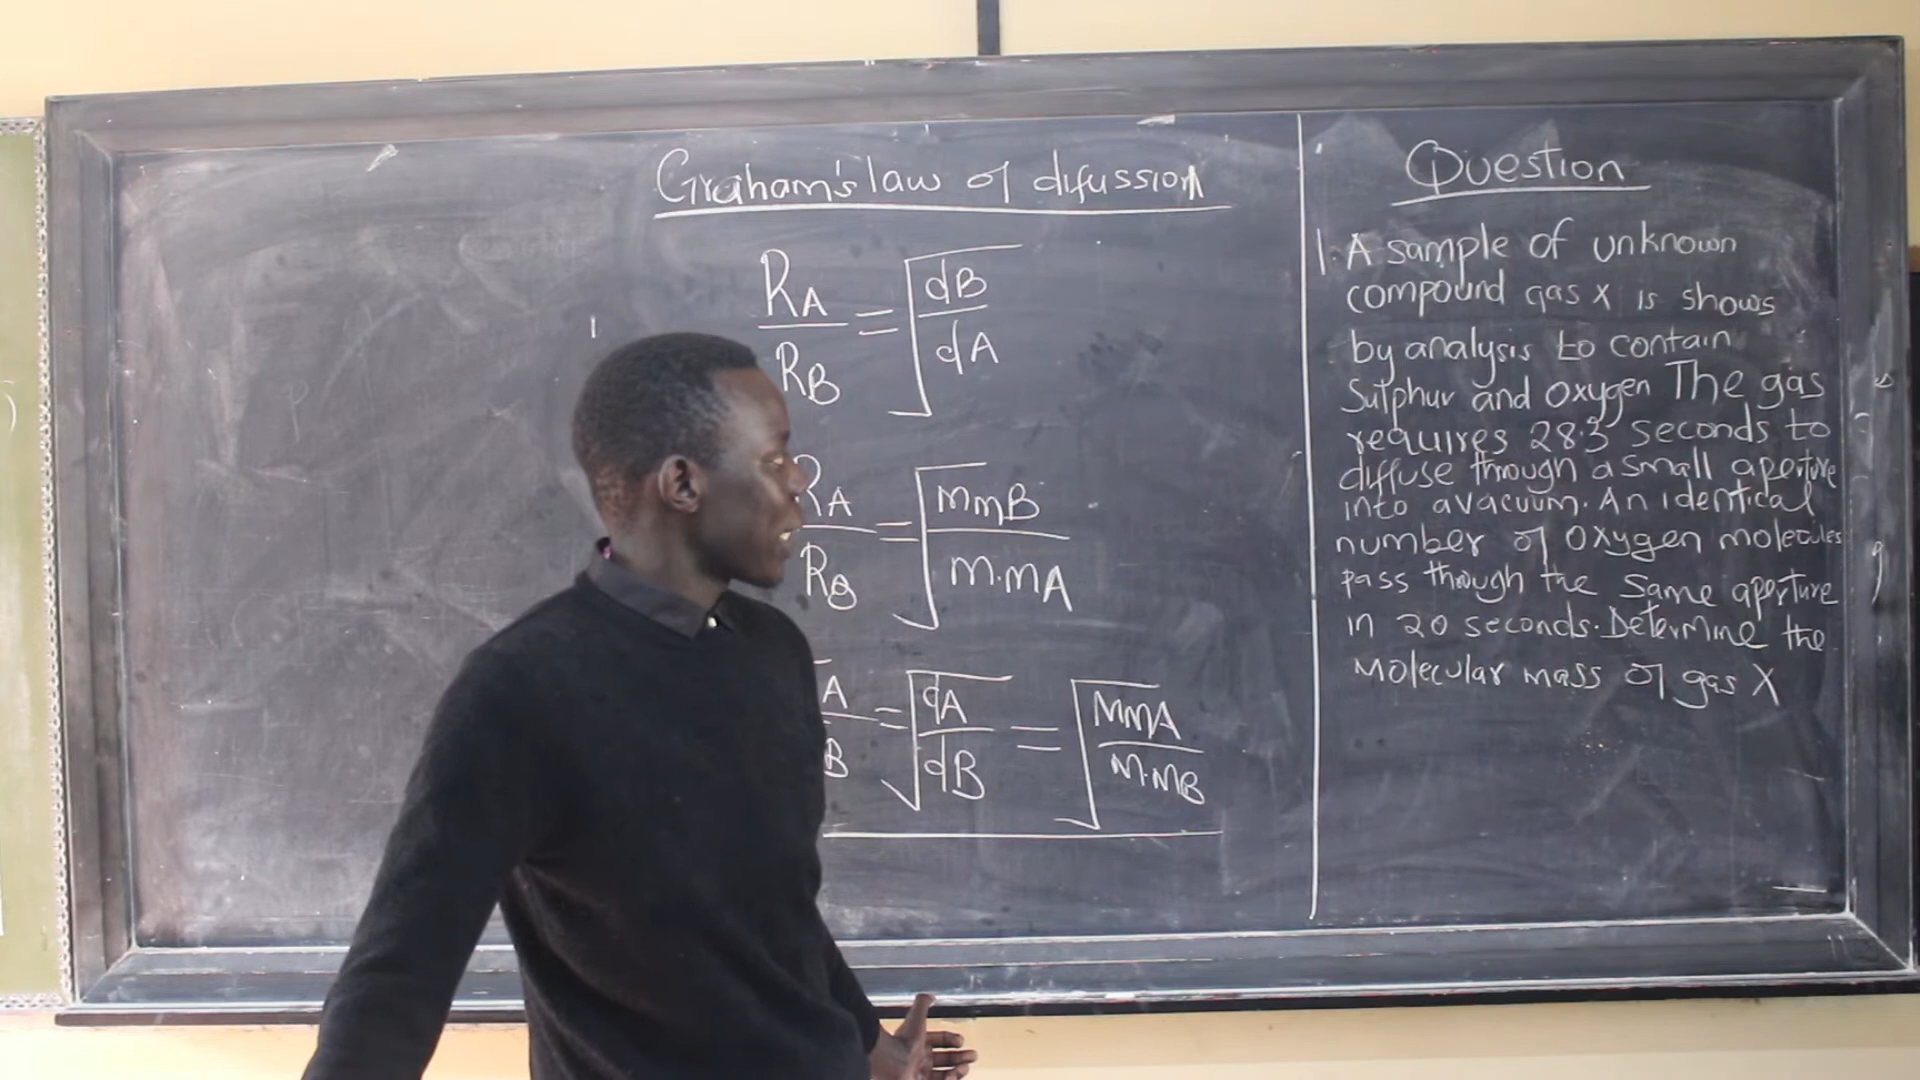 Graham's law of difussion
RA
RB
=
dB
dA
RA
RB
=
MmB
M.MA
A
B
=
dA
dB
=
MmA
M.MB
Question
1. A sample of unknown
compound gas X is shows
by analysis to contain
Sulphur and oxygen The gas
requires 28.3 seconds to
diffuse through a small aperture
into a vacuum. An identical
number of oxygen molecules
pass through the same aperture
in 20 seconds. Determine the
Molecular mass of gas X